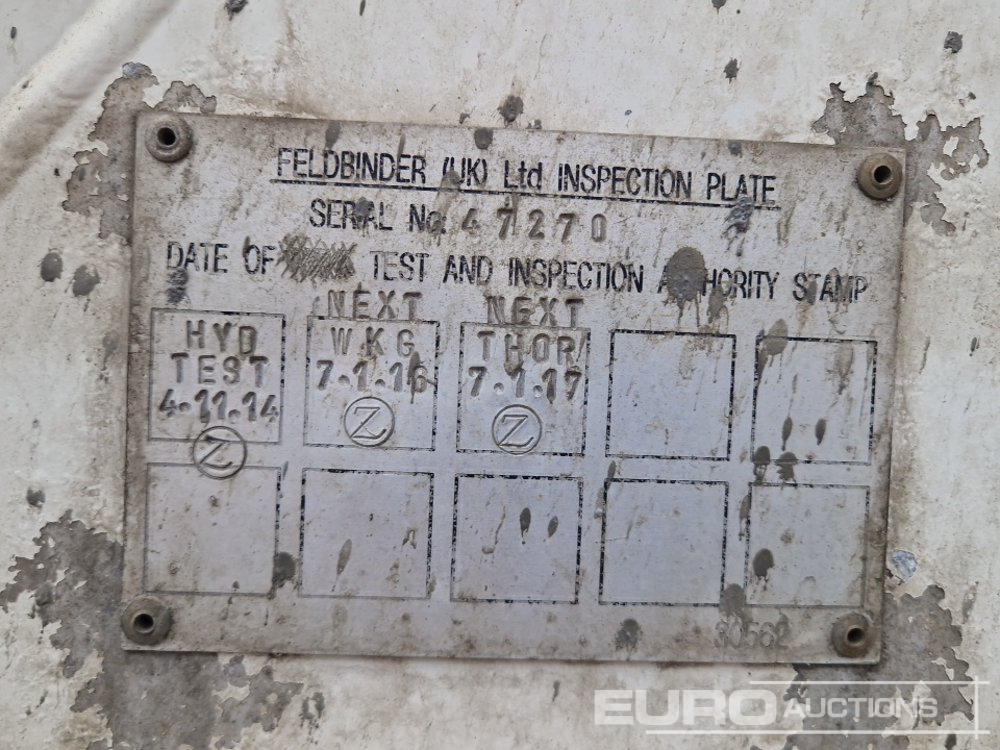 FELDBINDER (UK) Ltd INSPECTION PLATE
SERIAL No. 47270
DATE OF TEST AND INSPECTION AUTHORITY STAMP
NEXT NEXT
HYD WKG THOR
TEST 7.1.16 7.1.17
4.11.14 Z Z
Z
30562
EURO AUCTIONS